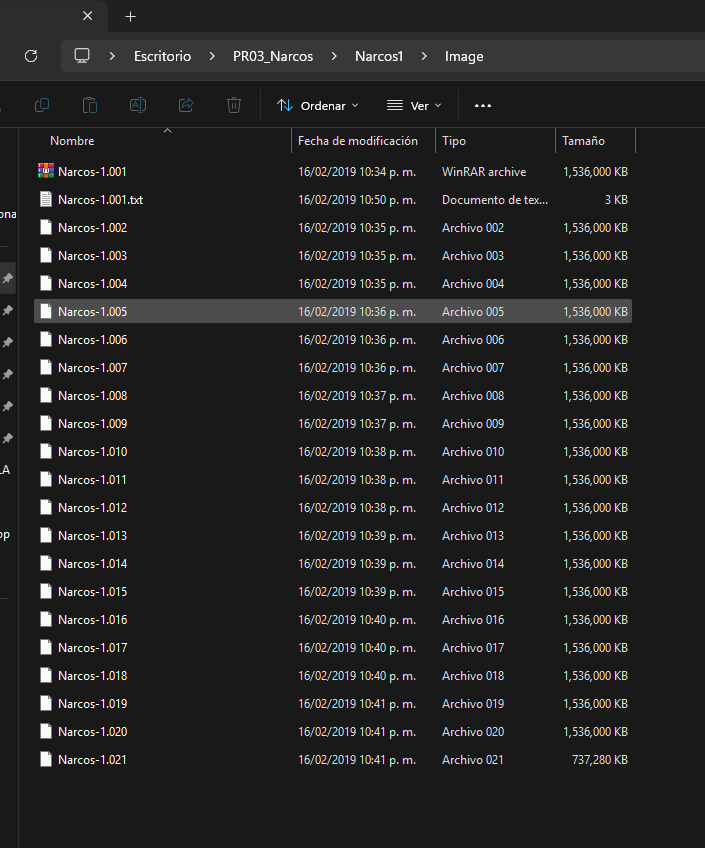 Escritorio > PR03_Narcos > Narcos1 > Image
Ordenar Ver ...
Nombre Fecha de modificación Tipo Tamaño
Narcos-1.001 16/02/2019 10:34 p. m. WinRAR archive 1,536,000 KB
Narcos-1.001.txt 16/02/2019 10:50 p. m. Documento de tex... 3 KB
ona
Narcos-1.002 16/02/2019 10:35 p. m. Archivo 002 1,536,000 KB
Narcos-1.003 16/02/2019 10:35 p. m. Archivo 003 1,536,000 KB
Narcos-1.004 16/02/2019 10:35 p. m. Archivo 004 1,536,000 KB
Narcos-1.005 16/02/2019 10:36 p. m. Archivo 005 1,536,000 KB
Narcos-1.006 16/02/2019 10:36 p. m. Archivo 006 1,536,000 KB
Narcos-1.007 16/02/2019 10:36 p. m. Archivo 007 1,536,000 KB
Narcos-1.008 16/02/2019 10:37 p. m. Archivo 008 1,536,000 KB
Narcos-1.009 16/02/2019 10:37 p. m. Archivo 009 1,536,000 KB
Narcos-1.010 16/02/2019 10:38 p. m. Archivo 010 1,536,000 KB
LA
Narcos-1.011 16/02/2019 10:38 p. m. Archivo 011 1,536,000 KB
Narcos-1.012 16/02/2019 10:38 p. m. Archivo 012 1,536,000 KB
op
Narcos-1.013 16/02/2019 10:39 p. m. Archivo 013 1,536,000 KB
Narcos-1.014 16/02/2019 10:39 p. m. Archivo 014 1,536,000 KB
Narcos-1.015 16/02/2019 10:39 p. m. Archivo 015 1,536,000 KB
Narcos-1.016 16/02/2019 10:40 p. m. Archivo 016 1,536,000 KB
Narcos-1.017 16/02/2019 10:40 p. m. Archivo 017 1,536,000 KB
Narcos-1.018 16/02/2019 10:40 p. m. Archivo 018 1,536,000 KB
Narcos-1.019 16/02/2019 10:41 p. m. Archivo 019 1,536,000 KB
Narcos-1.020 16/02/2019 10:41 p. m. Archivo 020 1,536,000 KB
Narcos-1.021 16/02/2019 10:41 p. m. Archivo 021 737,280 KB